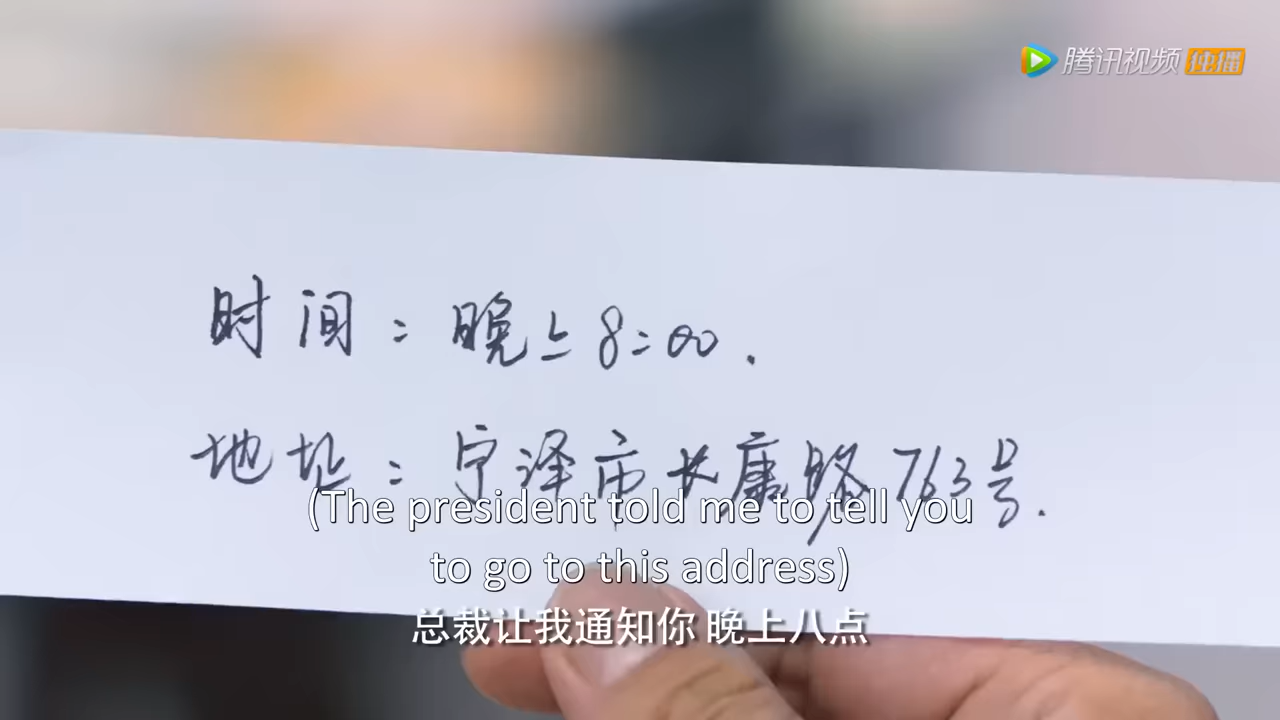 腾讯视频 独播
时间：晚上8:00.
地址：宁泽市长康路763号.
(The president told me to tell you
to go to this address)
总裁让我通知你 晚上八点